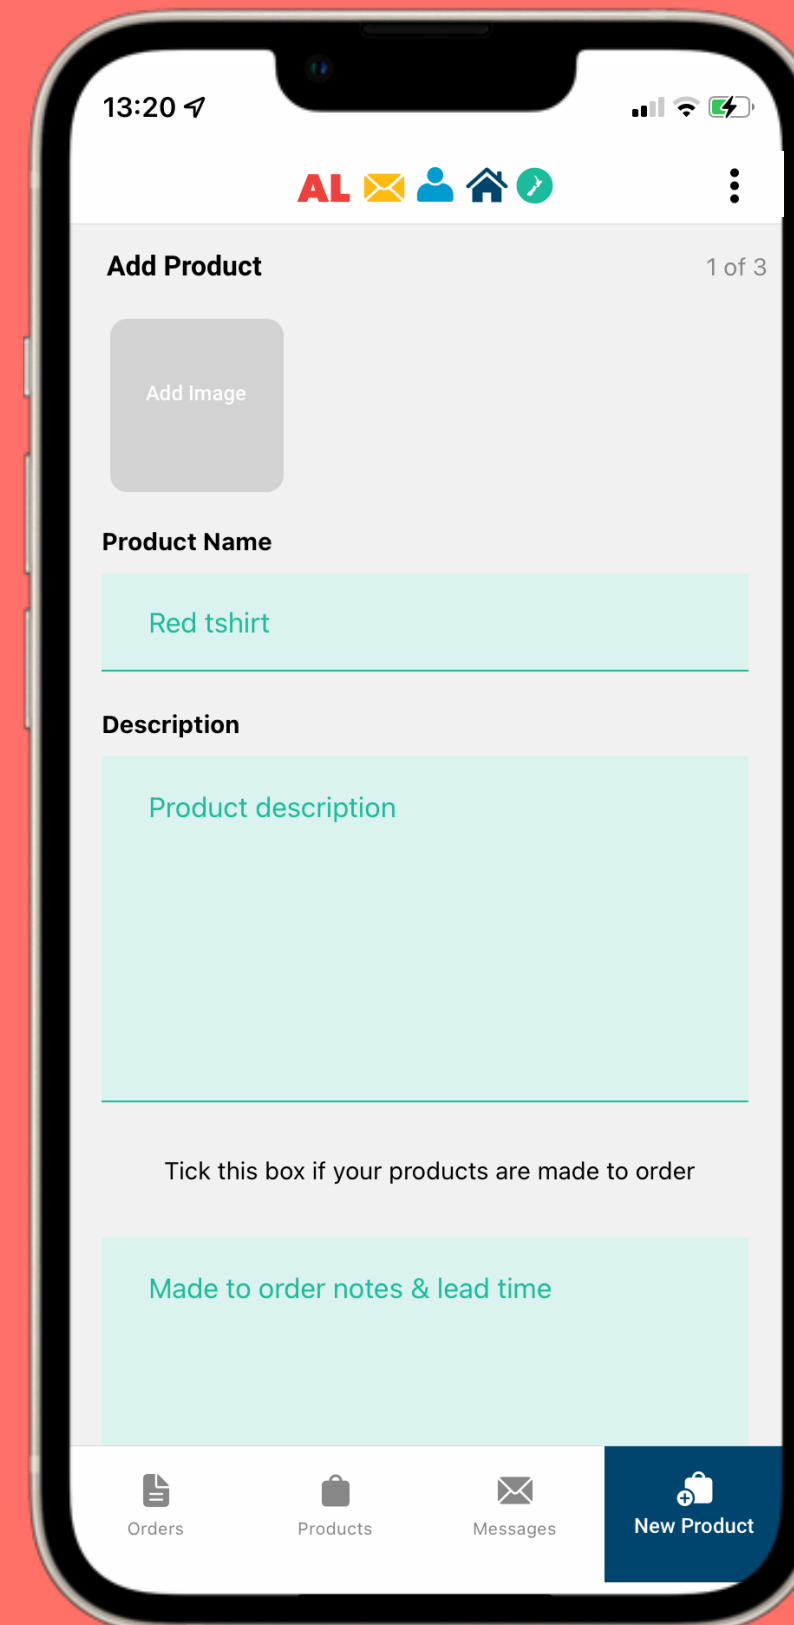 13:20
AL
Add Product
1 of 3
Add Image
Product Name
Red tshirt
Description
Product description
Tick this box if your products are made to order
Made to order notes & lead time
Orders
Products
Messages
New Product